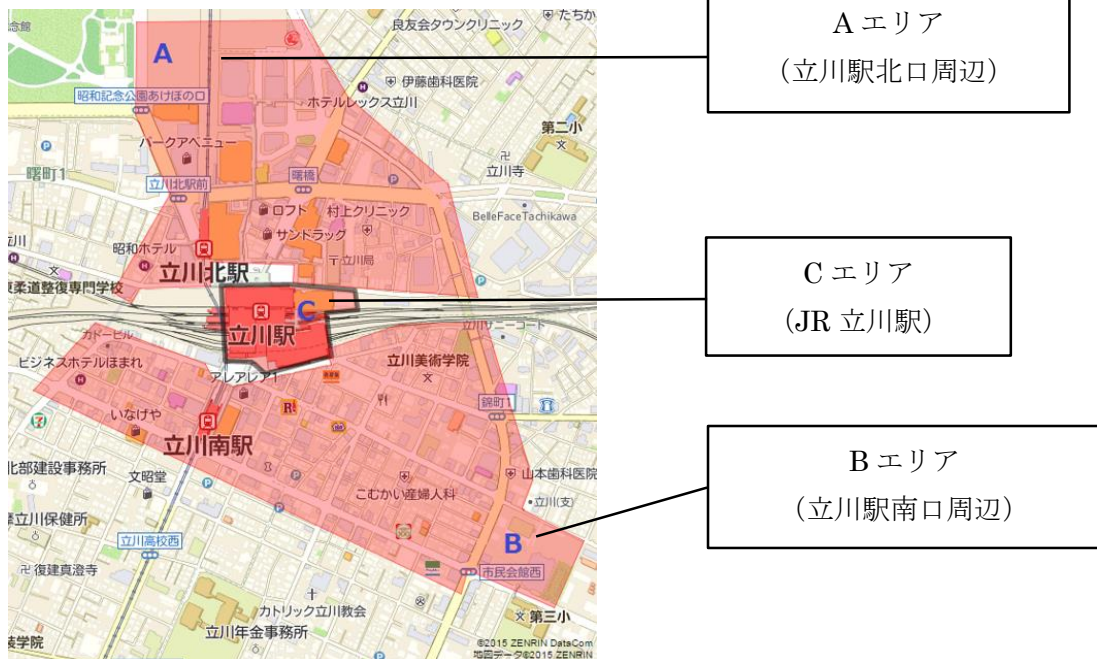 良友会タウンクリニック
たちか
念館
A
伊藤歯科医院
昭和記念公園あけぼの口
ホテルレックス立川
第二小
パークアベニュー
曙町1
立川寺
立川北駅前
曙橋
ロフト
村上クリニック
BelleFaceTachikawa
サンドラッグ
昭和ホテル
〒立川局
立川
立川北駅
東柔道整復専門学校
C
立川駅
立川サニーコート
カドービル
ビジネスホテルほまれ
立川美術学院
アレアレア1
いなげや
錦町1
立川南駅
北部建設事務所
文昭堂
山本歯科医院
こむかい産婦人科
立川(支)
摩立川保健所
立川高校西
B
復建真澄寺
市民会館西
カトリック立川教会
第三小
立川年金事務所
装学院
©2015 ZENRIN DataCom
地図データ©2015 ZENRIN
A エリア
（立川駅北口周辺）
C エリア
（JR 立川駅）
B エリア
（立川駅南口周辺）